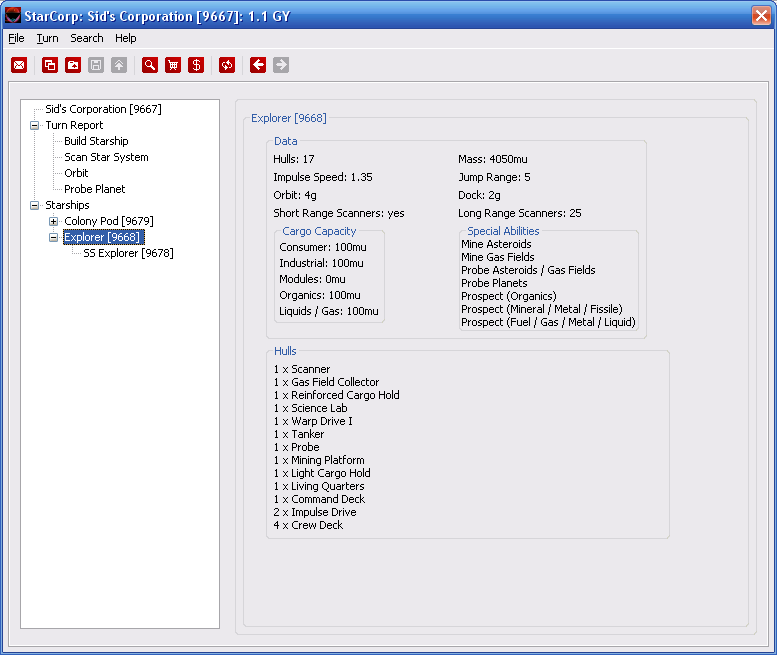 StarCorp: Sid's Corporation [9667]: 1.1 GY
File Turn Search Help
Sid's Corporation [9667]
Turn Report
Build Starship
Scan Star System
Orbit
Probe Planet
Starships
Colony Pod [9679]
Explorer [9668]
SS Explorer [9678]
Explorer [9668]
Data
Hulls: 17 Mass: 4050mu
Impulse Speed: 1.35 Jump Range: 5
Orbit: 4g Dock: 2g
Short Range Scanners: yes Long Range Scanners: 25
Cargo Capacity
Consumer: 100mu
Industrial: 100mu
Modules: 0mu
Organics: 100mu
Liquids / Gas: 100mu
Special Abilities
Mine Asteroids
Mine Gas Fields
Probe Asteroids / Gas Fields
Probe Planets
Prospect (Organics)
Prospect (Mineral / Metal / Fissile)
Prospect (Fuel / Gas / Metal / Liquid)
Hulls
1 x Scanner
1 x Gas Field Collector
1 x Reinforced Cargo Hold
1 x Science Lab
1 x Warp Drive I
1 x Tanker
1 x Probe
1 x Mining Platform
1 x Light Cargo Hold
1 x Living Quarters
1 x Command Deck
2 x Impulse Drive
4 x Crew Deck